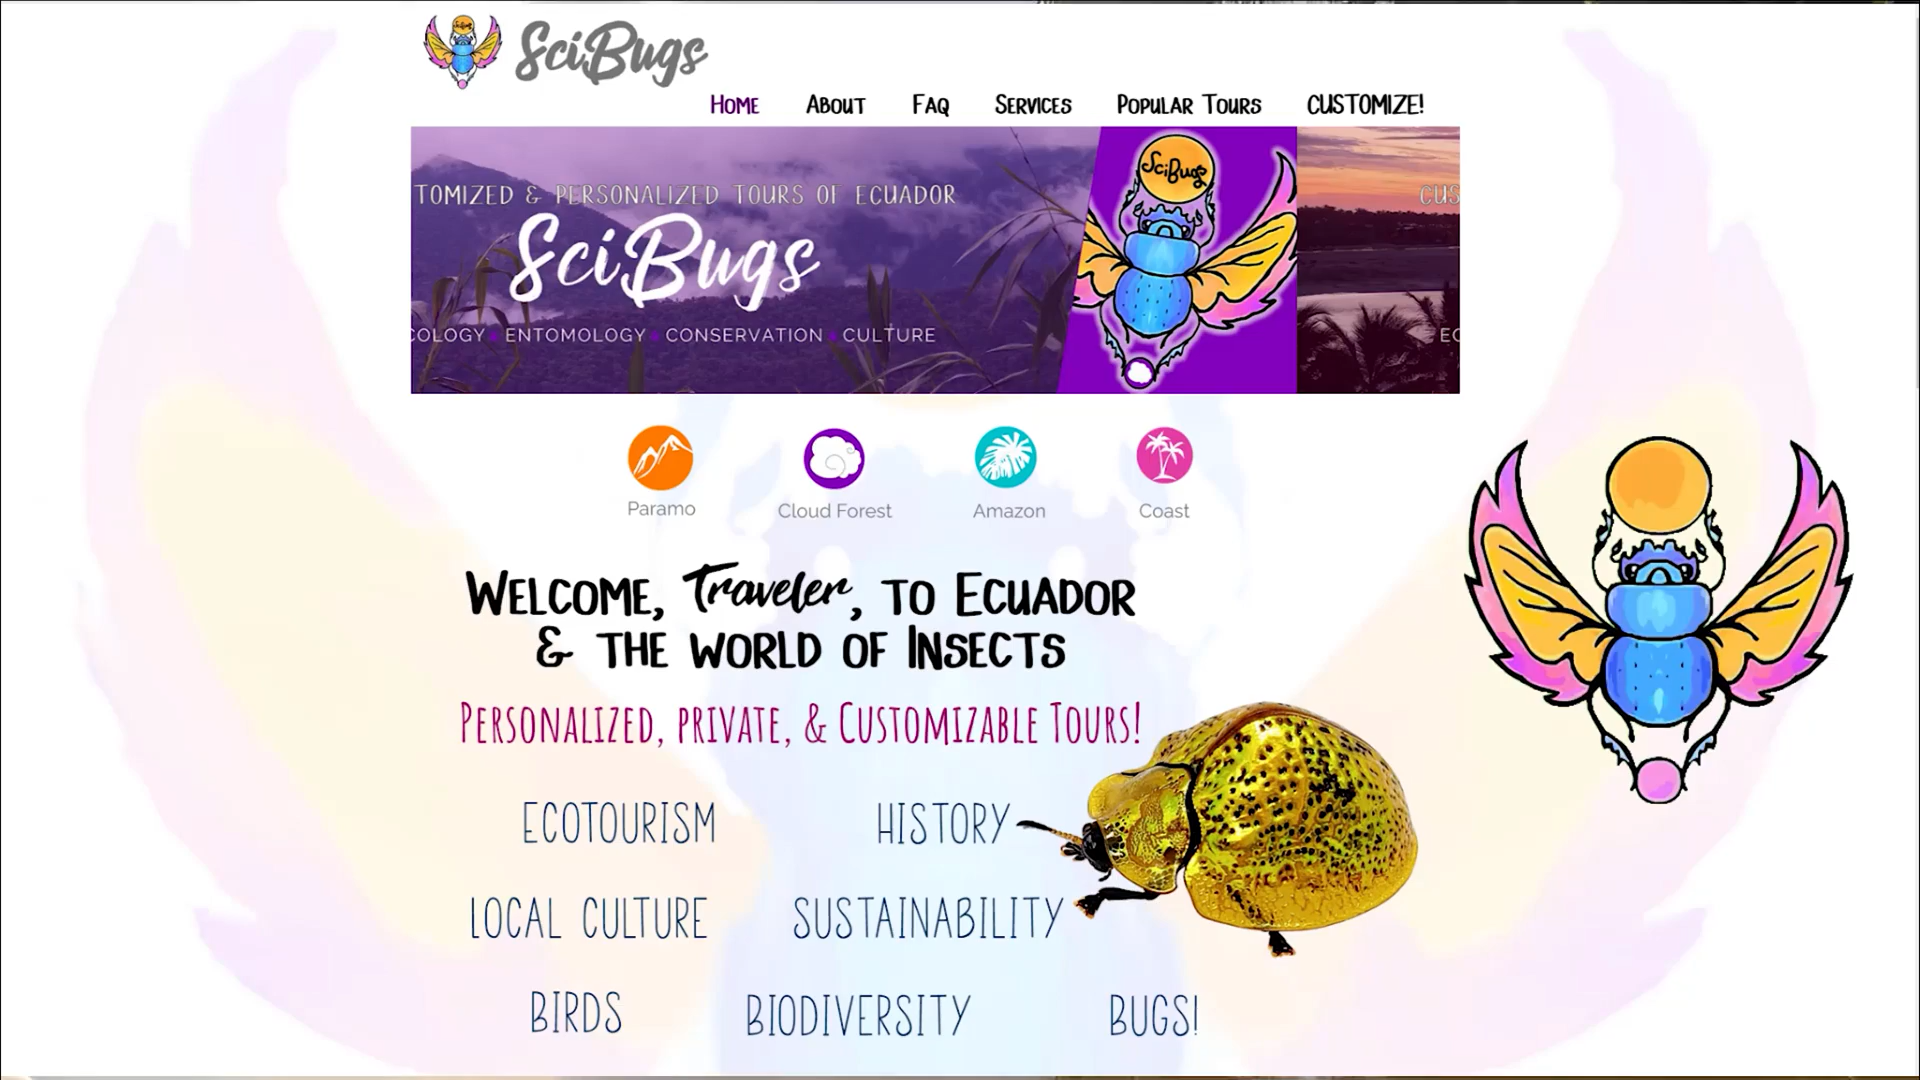 SciBugs
Home About Faq Services Popular Tours CUSTOMIZE!
SciBugs
TOMIZED & PERSONALIZED TOURS OF ECUADOR CUS
SciBugs
COLOGY ENTOMOLOGY CONSERVATION CULTURE EC
Paramo Cloud Forest Amazon Coast
Welcome, Traveler, to Ecuador
& the world of Insects
Personalized, private, & Customizable Tours!
ECOTOURISM HISTORY
LOCAL CULTURE SUSTAINABILITY
BIRDS BIODIVERSITY BUGS!